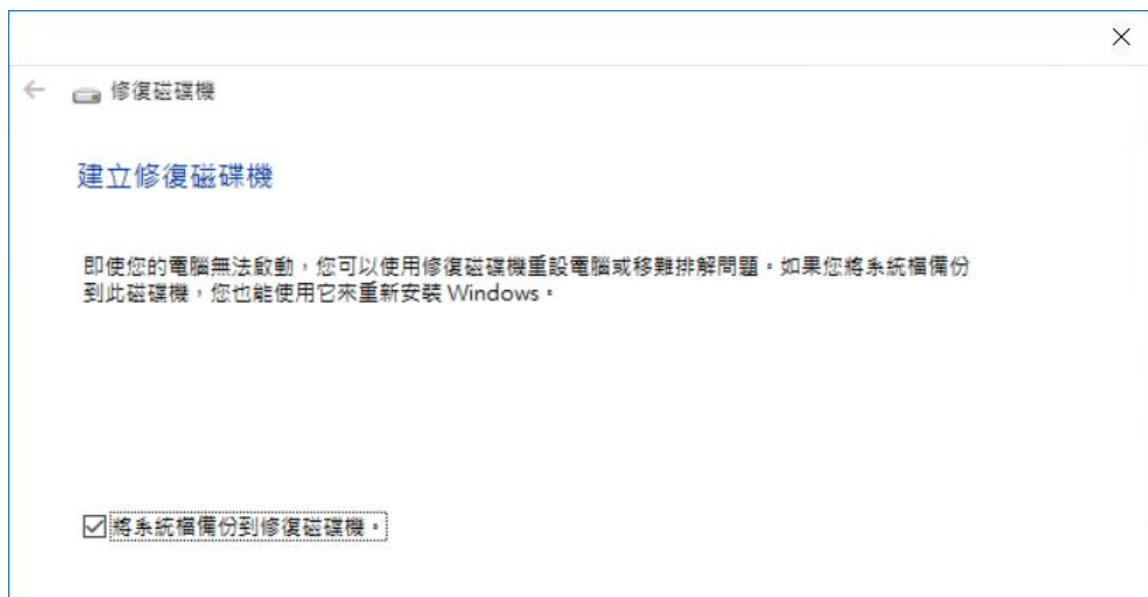 修復磁碟機
建立修復磁碟機
即使您的電腦無法啟動，您可以使用修復磁碟機重設電腦或移難排解問題。如果您將系統檔備份
到此磁碟機，您也能使用它來重新安裝 Windows。
將系統檔備份到修復磁碟機。